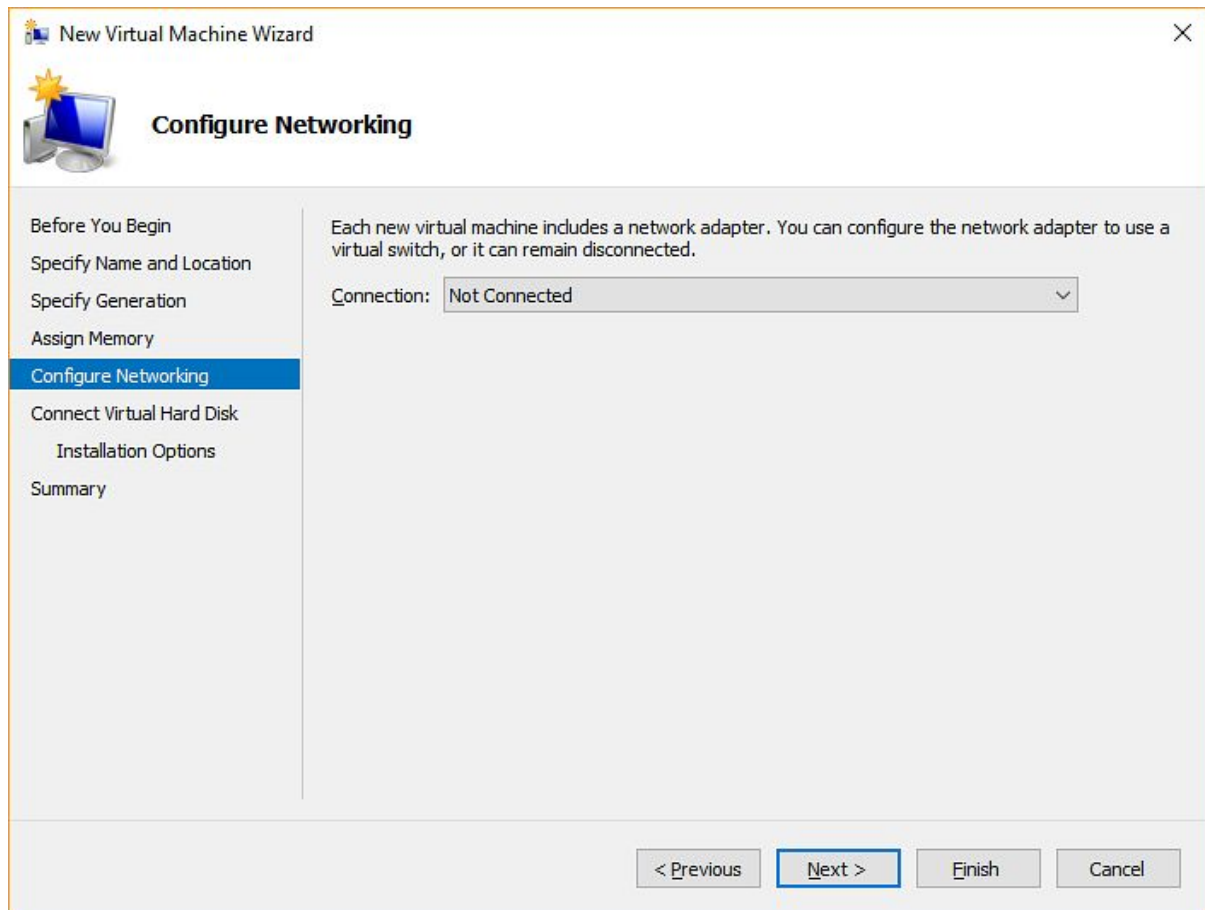 New Virtual Machine Wizard
Configure Networking
Before You Begin
Specify Name and Location
Specify Generation
Assign Memory
Configure Networking
Connect Virtual Hard Disk
Installation Options
Summary
Each new virtual machine includes a network adapter. You can configure the network adapter to use a
virtual switch, or it can remain disconnected.
Connection: Not Connected
< Previous Next > Finish Cancel